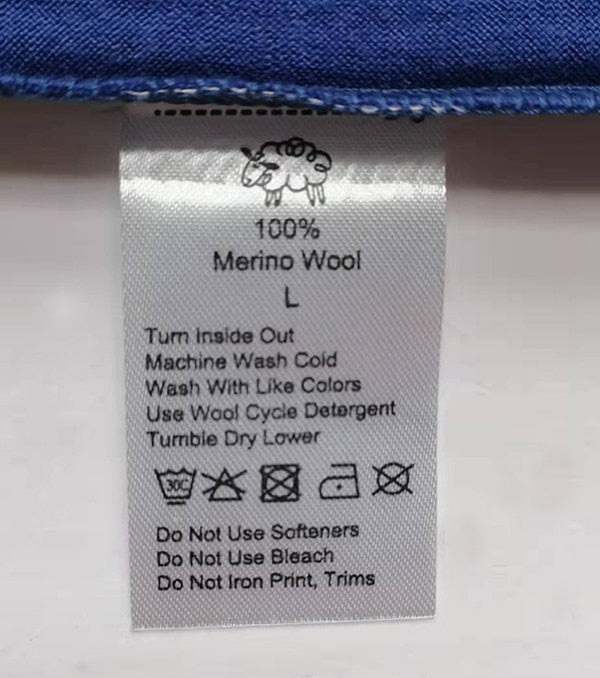 100%
Merino Wool
L
Turn Inside Out
Machine Wash Cold
Wash With Like Colors
Use Wool Cycle Detergent
Tumble Dry Lower
30C
Do Not Use Softeners
Do Not Use Bleach
Do Not Iron Print, Trims